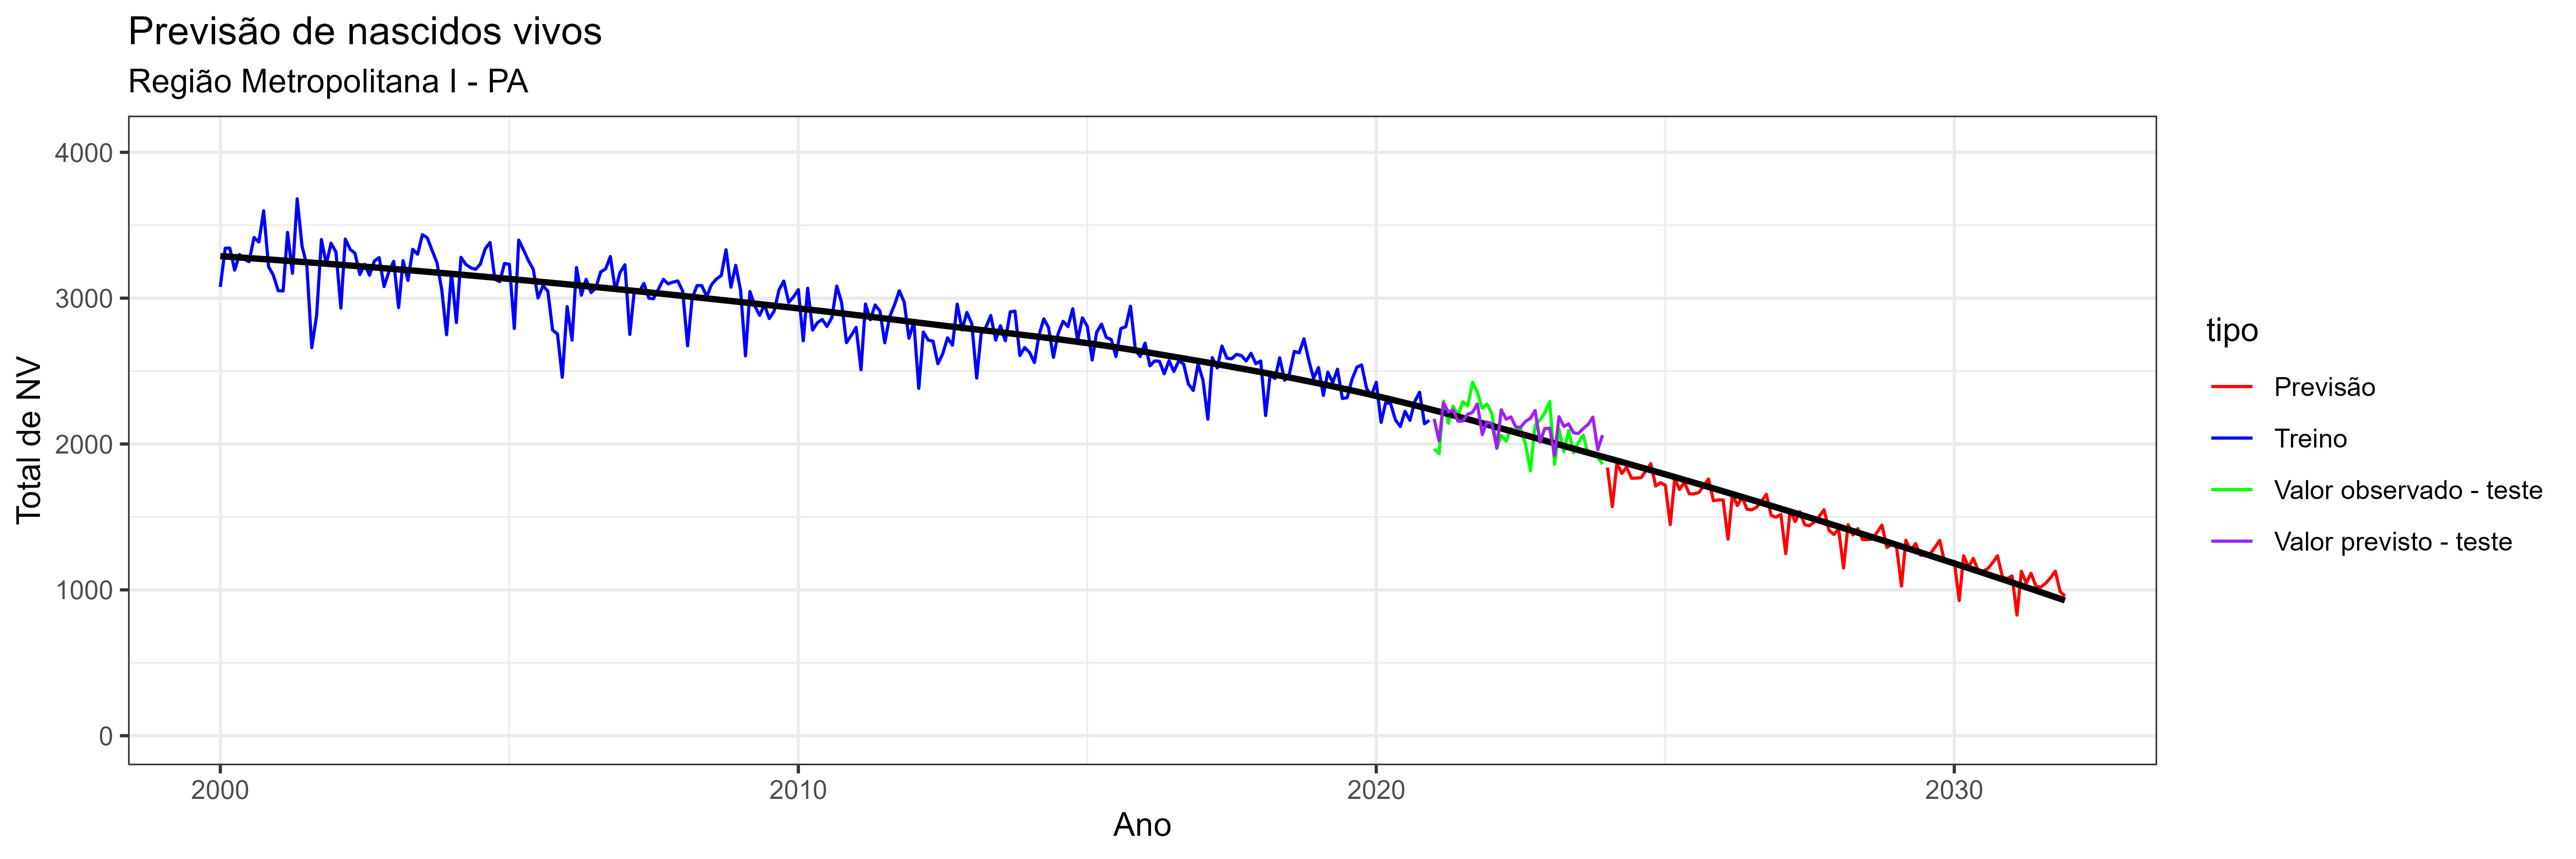 Previsão de nascidos vivos
Região Metropolitana I - PA
Total de NV
4000
3000
2000
1000
0
2000
2010
2020
2030
Ano
tipo
Previsão
Treino
Valor observado - teste
Valor previsto - teste